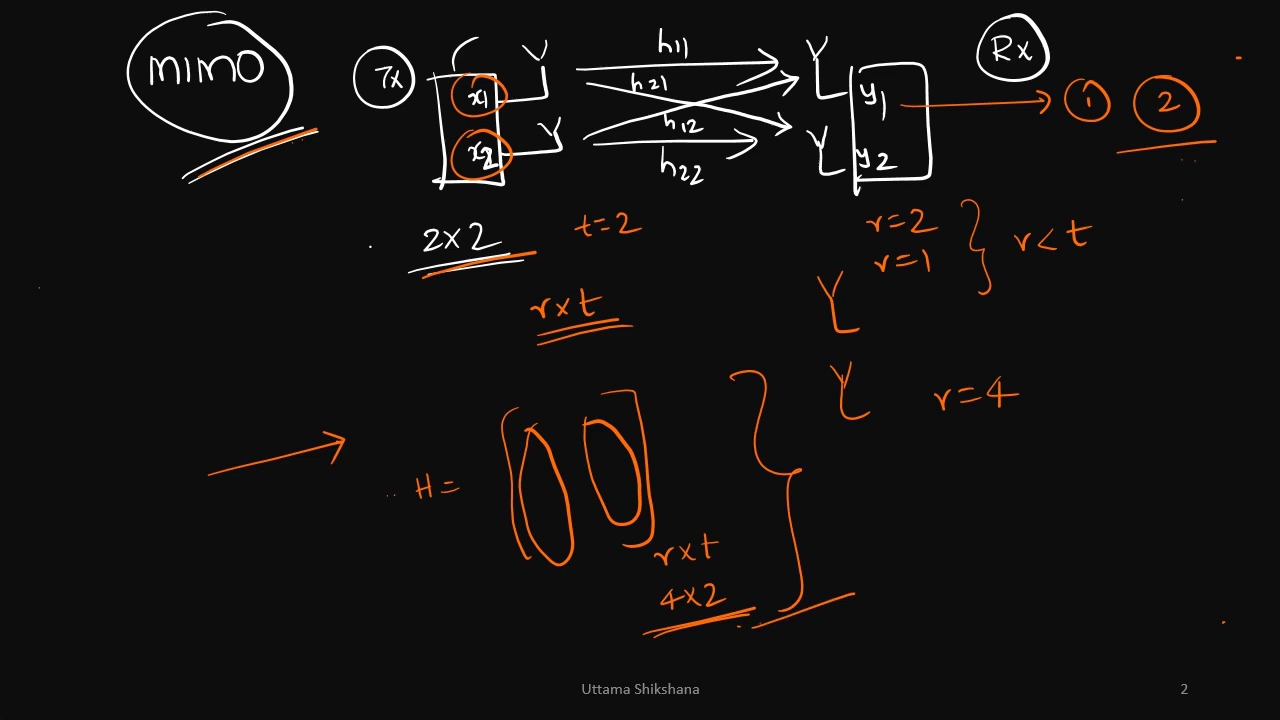 MIMO
Tx
x1
x2
h11
h21
h12
h22
y1
y2
Rx
1
2
2x2
t=2
r=2
r=1
r<t
rxt
r=4
H=
rxt
4x2
Uttama Shikshana
2